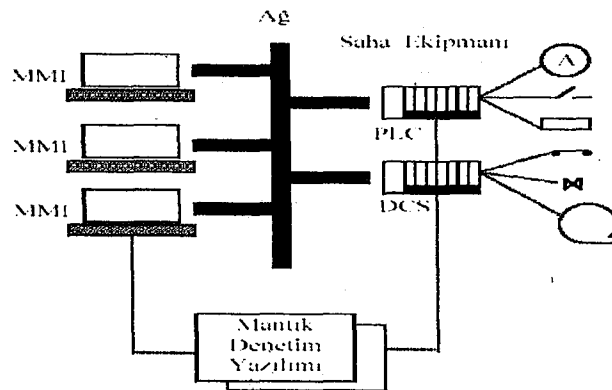 Ağ
Saha Ekipmanı
MMI
A
PLC
MMI
MMI
DCS
Mantık
Denetim
Yazılımı